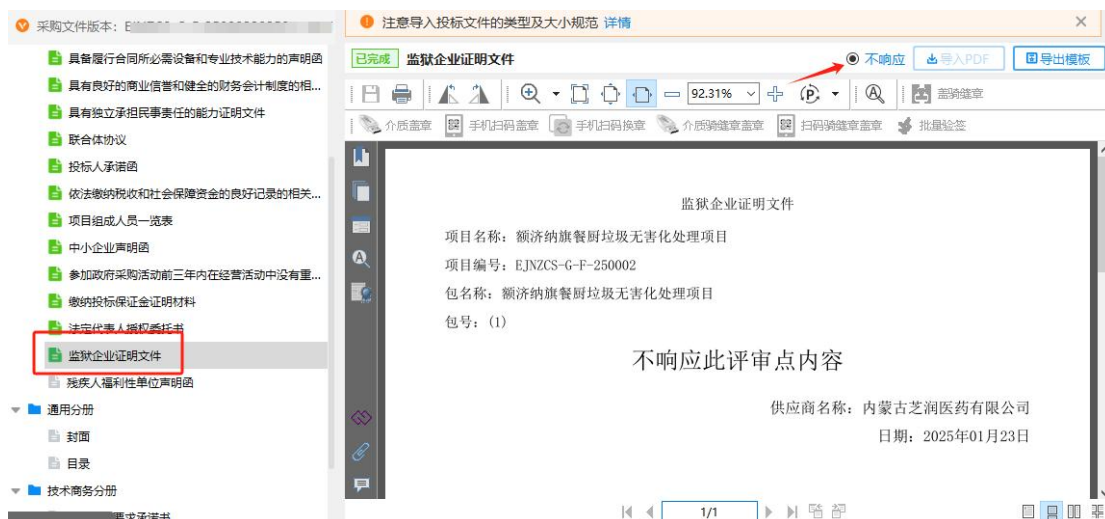 采购文件版本：
具备履行合同所必需设备和专业技术能力的声明函
具有良好的商业信誉和健全的财务会计制度的相...
具有独立承担民事责任的能力证明文件
联合体协议
投标人承诺函
依法缴纳税收和社会保障资金的良好记录的相关...
项目组成人员一览表
中小企业声明函
参加政府采购活动前三年内在经营活动中没有重...
缴纳投标保证金证明材料
法定代表人授权委托书
监狱企业证明文件
残疾人福利性单位声明函
通用分册
封面
目录
技术商务分册
要求承诺书
注意导入投标文件的类型及大小规范 详情
已完成 监狱企业证明文件 不响应 导入PDF 导出模板
92.31% 盖骑缝章
介质盖章 手机扫码盖章 手机扫码换章 介质骑缝章盖章 扫码骑缝章盖章 批量验签
监狱企业证明文件
项目名称：额济纳旗餐厨垃圾无害化处理项目
项目编号：EJNZCS-G-F-250002
包名称：额济纳旗餐厨垃圾无害化处理项目
包号：(1)
不响应此评审点内容
供应商名称：内蒙古芝润医药有限公司
日期：2025年01月23日
1/1